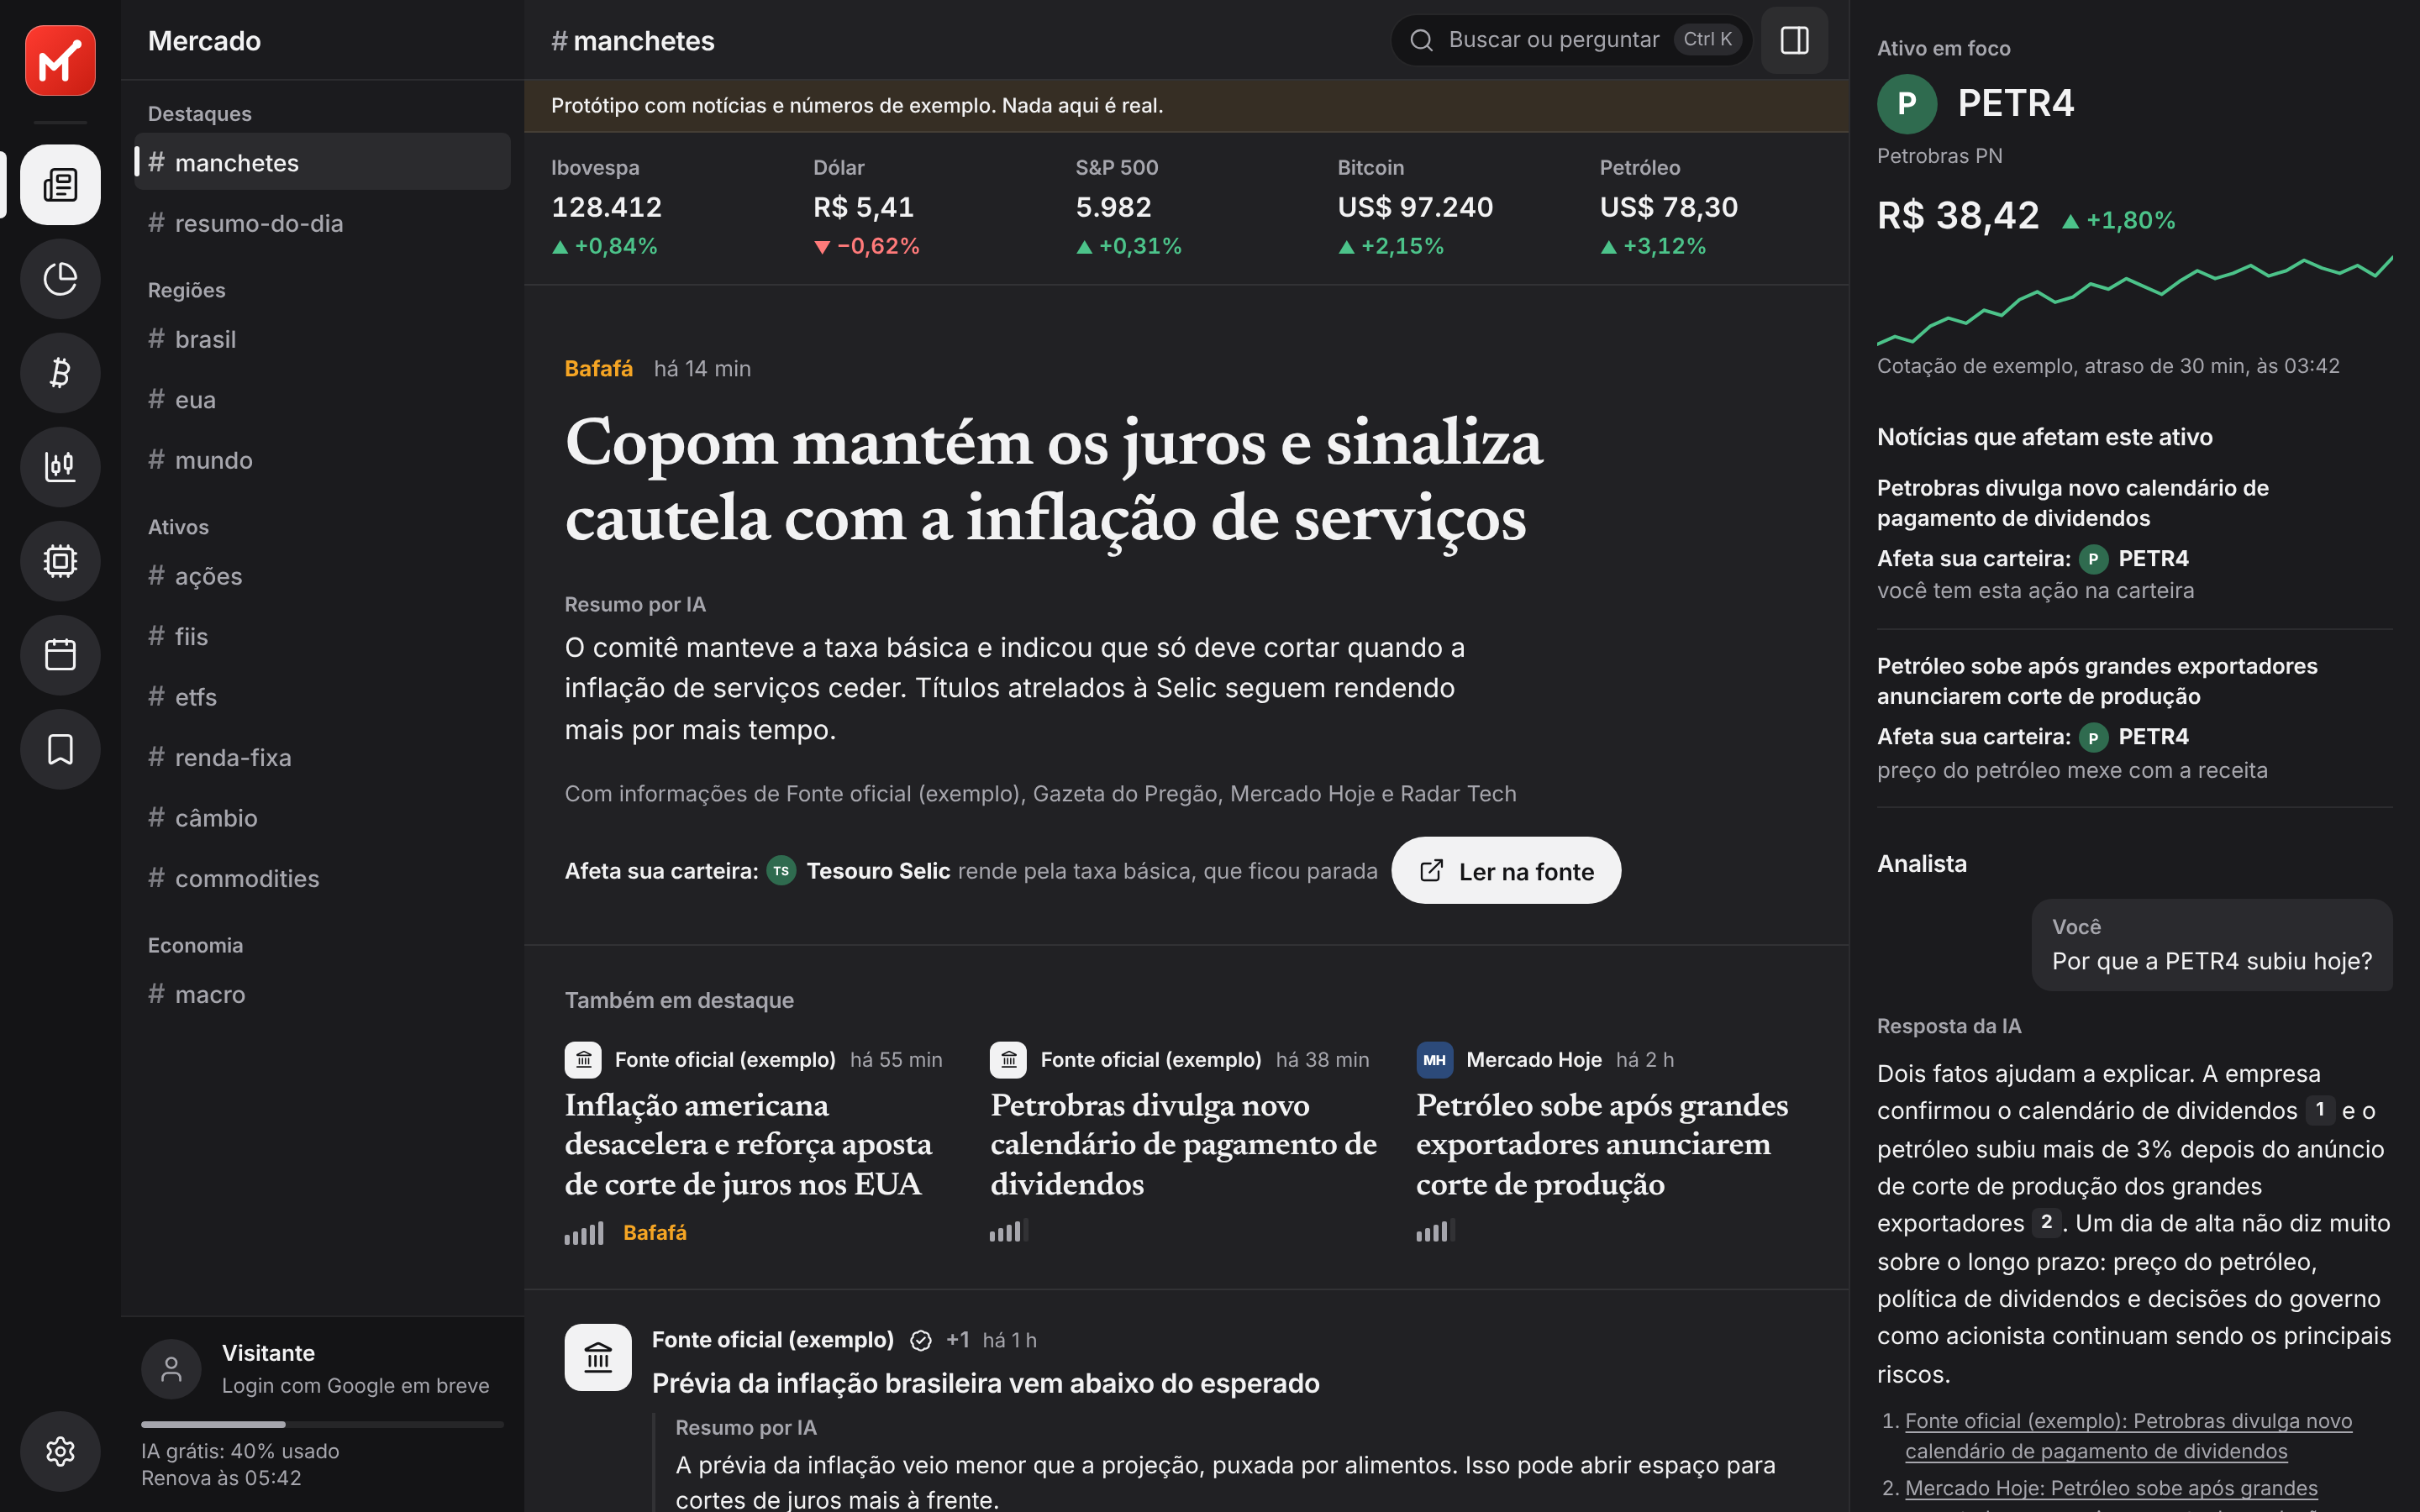 Mercado
Destaques
# manchetes
# resumo-do-dia
Regiões
# brasil
# eua
# mundo
Ativos
# ações
# fiis
# etfs
# renda-fixa
# câmbio
# commodities
Economia
# macro
Visitante
Login com Google em breve
IA grátis: 40% usado
Renova às 05:42
# manchetes
Buscar ou perguntar Ctrl K
Protótipo com notícias e números de exemplo. Nada aqui é real.
Ibovespa
128.412
▲ +0,84%
Dólar
R$ 5,41
▼ −0,62%
S&P 500
5.982
▲ +0,31%
Bitcoin
US$ 97.240
▲ +2,15%
Petróleo
US$ 78,30
▲ +3,12%
Bafafá há 14 min
Copom mantém os juros e sinaliza
cautela com a inflação de serviços
Resumo por IA
O comitê manteve a taxa básica e indicou que só deve cortar quando a
inflação de serviços ceder. Títulos atrelados à Selic seguem rendendo
mais por mais tempo.
Com informações de Fonte oficial (exemplo), Gazeta do Pregão, Mercado Hoje e Radar Tech
Afeta sua carteira: TS Tesouro Selic rende pela taxa básica, que ficou parada
Ler na fonte
Também em destaque
Fonte oficial (exemplo) há 55 min
Inflação americana
desacelera e reforça aposta
de corte de juros nos EUA
Bafafá
Fonte oficial (exemplo) há 38 min
Petrobras divulga novo
calendário de pagamento de
dividendos
MH Mercado Hoje há 2 h
Petróleo sobe após grandes
exportadores anunciarem
corte de produção
Fonte oficial (exemplo) +1 há 1 h
Prévia da inflação brasileira vem abaixo do esperado
Resumo por IA
A prévia da inflação veio menor que a projeção, puxada por alimentos. Isso pode abrir espaço para
cortes de juros mais à frente.
Ativo em foco
P PETR4
Petrobras PN
R$ 38,42 ▲ +1,80%
Cotação de exemplo, atraso de 30 min, às 03:42
Notícias que afetam este ativo
Petrobras divulga novo calendário de
pagamento de dividendos
Afeta sua carteira: P PETR4
você tem esta ação na carteira
Petróleo sobe após grandes exportadores
anunciarem corte de produção
Afeta sua carteira: P PETR4
preço do petróleo mexe com a receita
Analista
Você
Por que a PETR4 subiu hoje?
Resposta da IA
Dois fatos ajudam a explicar. A empresa
confirmou o calendário de dividendos 1 e o
petróleo subiu mais de 3% depois do anúncio
de corte de produção dos grandes
exportadores 2 . Um dia de alta não diz muito
sobre o longo prazo: preço do petróleo,
política de dividendos e decisões do governo
como acionista continuam sendo os principais
riscos.
1. Fonte oficial (exemplo): Petrobras divulga novo
calendário de pagamento de dividendos
2. Mercado Hoje: Petróleo sobe após grandes